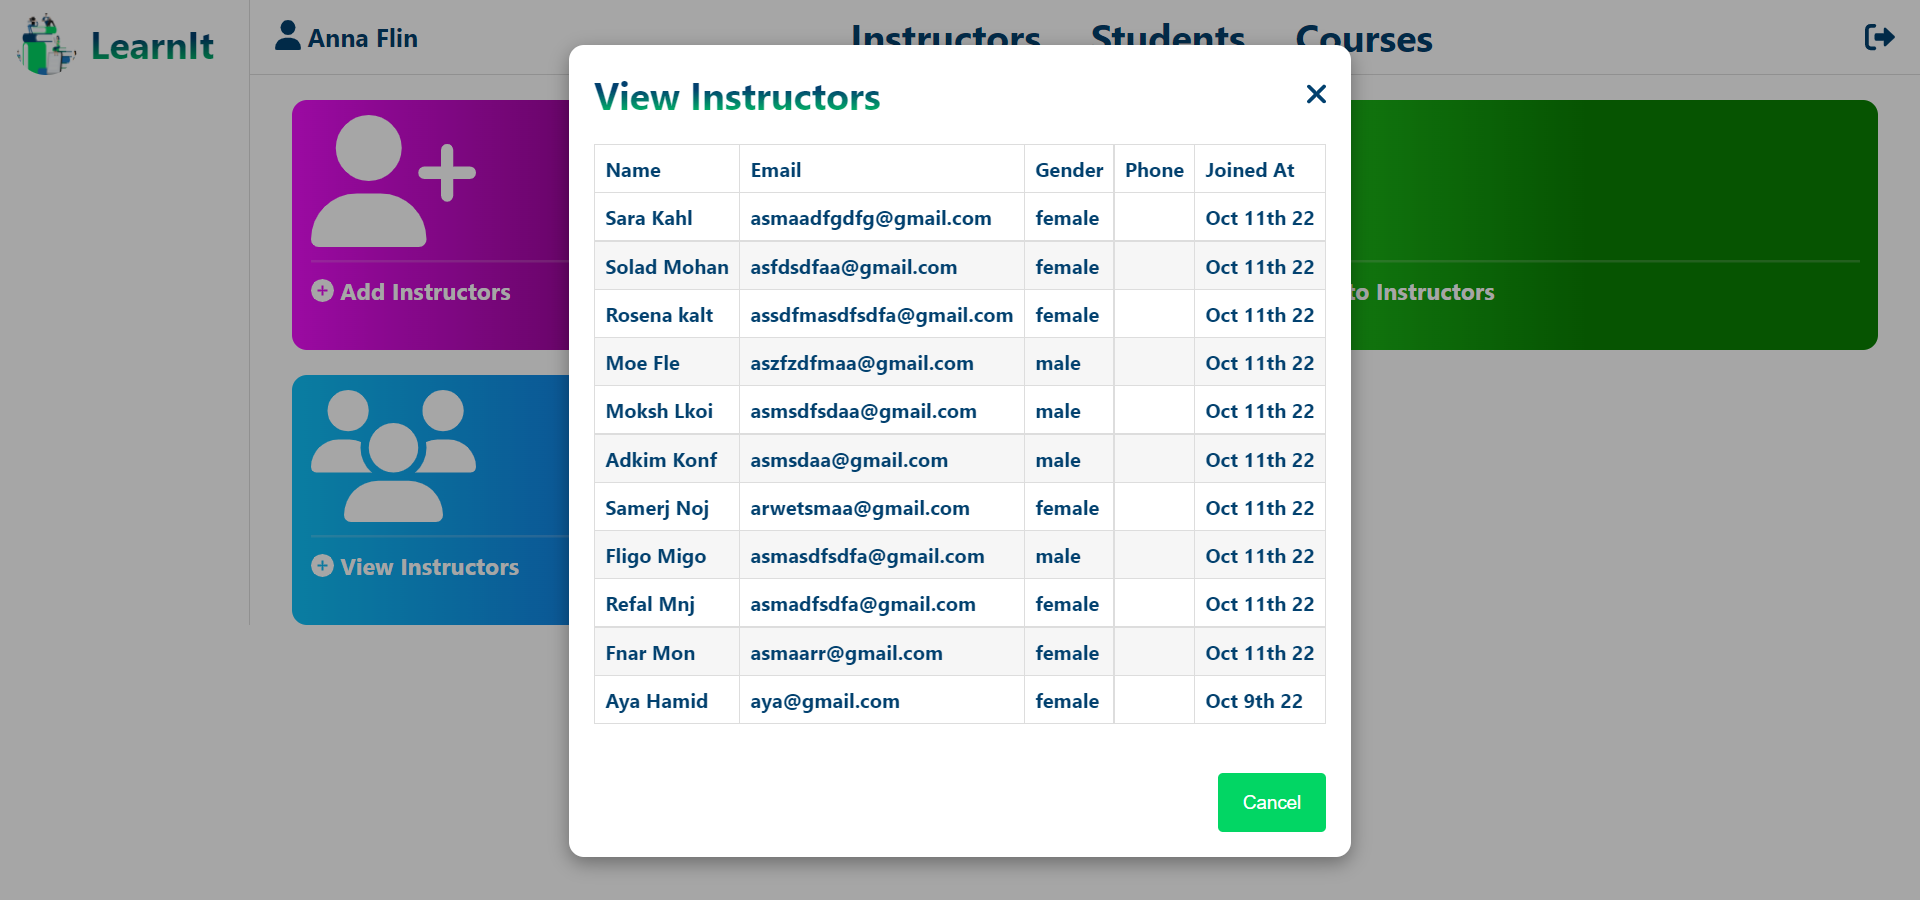 LearnIt
Anna Flin
Instructors Students Courses
View Instructors
Name Email Gender Phone Joined At
Sara Kahl asmaadfgdfg@gmail.com female Oct 11th 22
Solad Mohan asfdsdfaa@gmail.com female Oct 11th 22
Rosena kalt assdfmasdfsdfa@gmail.com female Oct 11th 22
Moe Fle aszfzdfmaa@gmail.com male Oct 11th 22
Moksh Lkoi asmsdfsdaa@gmail.com male Oct 11th 22
Adkim Konf asmsdaa@gmail.com male Oct 11th 22
Samerj Noj arwetsmaa@gmail.com female Oct 11th 22
Fligo Migo asmasdfsdfa@gmail.com male Oct 11th 22
Refal Mnj asmadfsdfa@gmail.com female Oct 11th 22
Fnar Mon asmaarr@gmail.com female Oct 11th 22
Aya Hamid aya@gmail.com female Oct 9th 22
Cancel
Add Instructors
to Instructors
View Instructors